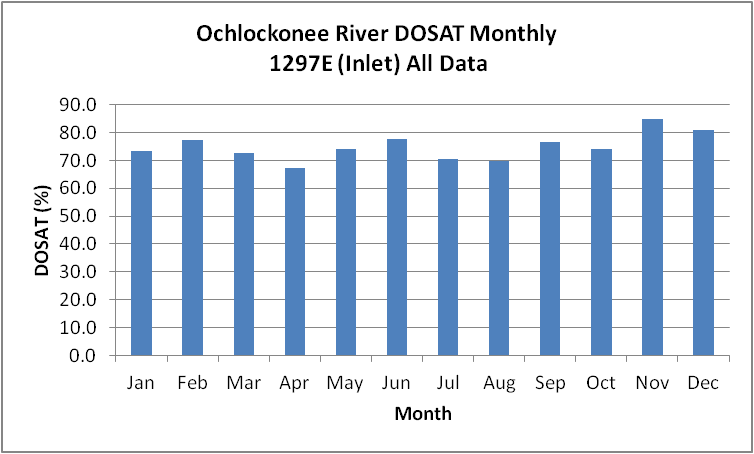 Ochlockonee River DOSAT Monthly
1297E (Inlet) All Data
DOSAT (%)
90.0
80.0
70.0
60.0
50.0
40.0
30.0
20.0
10.0
0.0
Jan Feb Mar Apr May Jun Jul Aug Sep Oct Nov Dec
Month